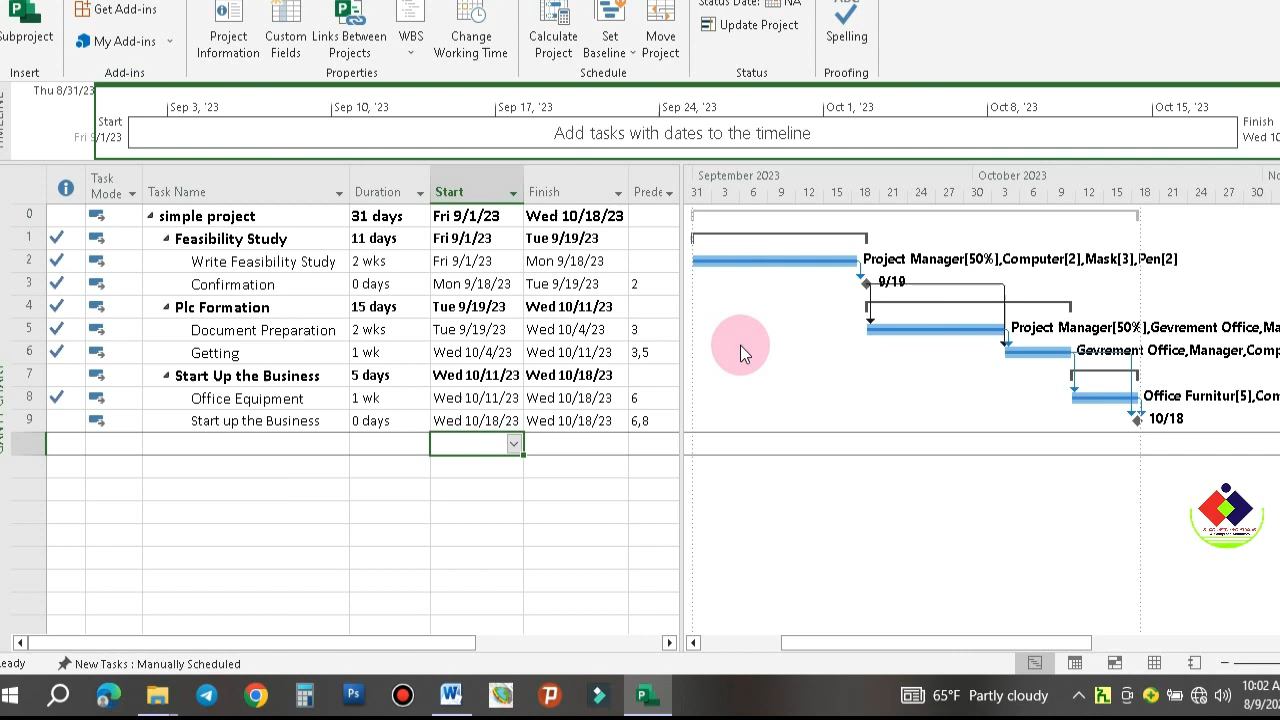 Subproject
Get Add-ins
My Add-ins
Project Information
Custom Fields
Links Between Projects
WBS
Change Working Time
Calculate Project
Set Baseline
Move Project
Status Date: NA
Update Project
ABC
Spelling
Insert
Add-ins
Properties
Schedule
Status
Proofing
TIMELINE
Thu 8/31/23
Sep 3, '23
Sep 10, '23
Sep 17, '23
Sep 24, '23
Oct 1, '23
Oct 8, '23
Oct 15, '23
Start
Fri 9/1/23
Add tasks with dates to the timeline
Finish
Wed 10
Task Mode
Task Name
Duration
Start
Finish
Prede
September 2023
October 2023
No
31 3 6 9 12 15 18 21 24 27 30 3 6 9 12 15 18 21 24 27 30
0 simple project 31 days Fri 9/1/23 Wed 10/18/23
1 Feasibility Study 11 days Fri 9/1/23 Tue 9/19/23
2 Write Feasibility Study 2 wks Fri 9/1/23 Mon 9/18/23 Project Manager[50%],Computer[2],Mask[3],Pen[2]
3 Confirmation 0 days Mon 9/18/23 Tue 9/19/23 2 9/19
4 Plc Formation 15 days Tue 9/19/23 Wed 10/11/23
5 Document Preparation 2 wks Tue 9/19/23 Wed 10/4/23 3 Project Manager[50%],Gevrement Office,Ma
6 Getting 1 wk Wed 10/4/23 Wed 10/11/23 3,5 Gevrement Office,Manager,Comp
7 Start Up the Business 5 days Wed 10/11/23 Wed 10/18/23
8 Office Equipment 1 wk Wed 10/11/23 Wed 10/18/23 6 Office Furnitur[5],Com
9 Start up the Business 0 days Wed 10/18/23 Wed 10/18/23 6,8 10/18
eady
New Tasks : Manually Scheduled
65°F Partly cloudy
10:02 A
8/9/20